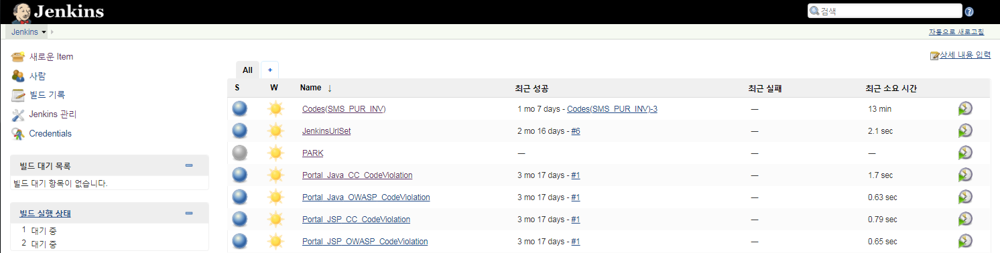 Jenkins
검색
Jenkins
자동으로 새로고침
새로운 Item
사람
빌드 기록
Jenkins 관리
Credentials
빌드 대기 목록
빌드 대기 항목이 없습니다.
빌드 실행 상태
1 대기 중
2 대기 중
상세 내용 입력
All +
S W Name ↓ 최근 성공 최근 실패 최근 소요 시간
Codes(SMS_PUR_INV) 1 mo 7 days - Codes(SMS_PUR_INV)-3 — 13 min
JenkinsUrlSet 2 mo 16 days - #6 — 2.1 sec
PARK — — —
Portal_Java_CC_CodeViolation 3 mo 17 days - #1 — 1.7 sec
Portal_Java_OWASP_CodeViolation 3 mo 17 days - #1 — 0.63 sec
Portal_JSP_CC_CodeViolation 3 mo 17 days - #1 — 0.79 sec
Portal_JSP_OWASP_CodeViolation 3 mo 17 days - #1 — 0.65 sec